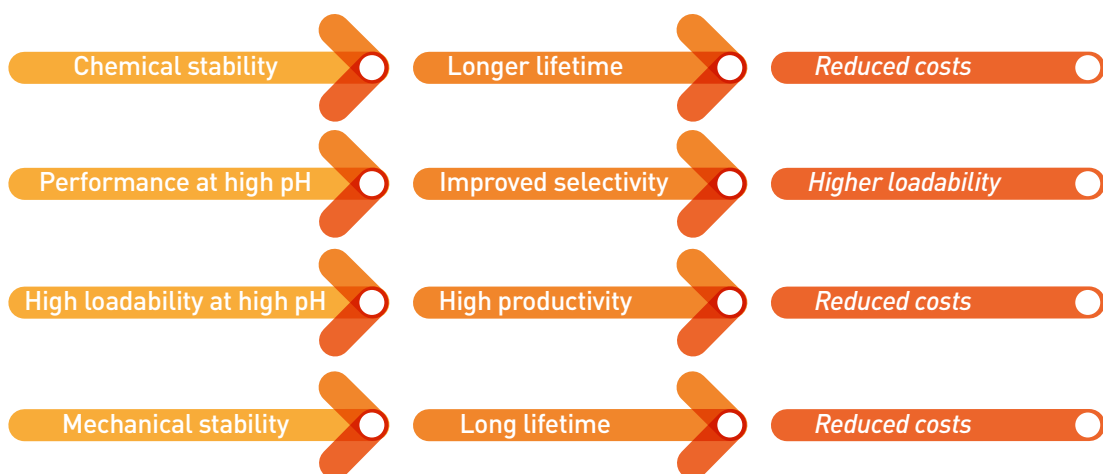 Chemical stability
Longer lifetime
Reduced costs
Performance at high pH
Improved selectivity
Higher loadability
High loadability at high pH
High productivity
Reduced costs
Mechanical stability
Long lifetime
Reduced costs